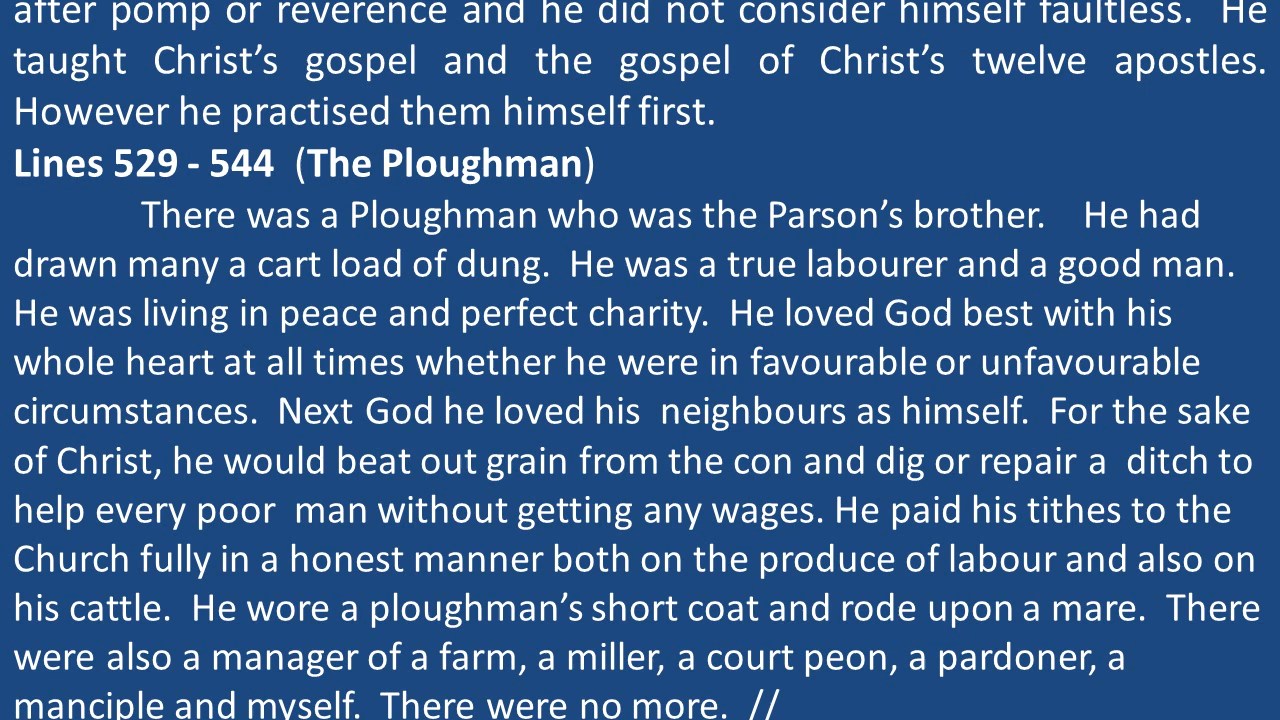 after pomp or reverence and he did not consider himself faultless. He
taught Christ’s gospel and the gospel of Christ’s twelve apostles.
However he practised them himself first.
Lines 529 - 544 (The Ploughman)
There was a Ploughman who was the Parson’s brother. He had
drawn many a cart load of dung. He was a true labourer and a good man.
He was living in peace and perfect charity. He loved God best with his
whole heart at all times whether he were in favourable or unfavourable
circumstances. Next God he loved his neighbours as himself. For the sake
of Christ, he would beat out grain from the con and dig or repair a ditch to
help every poor man without getting any wages. He paid his tithes to the
Church fully in a honest manner both on the produce of labour and also on
his cattle. He wore a ploughman’s short coat and rode upon a mare. There
were also a manager of a farm, a miller, a court peon, a pardoner, a
manciple and myself. There were no more. //